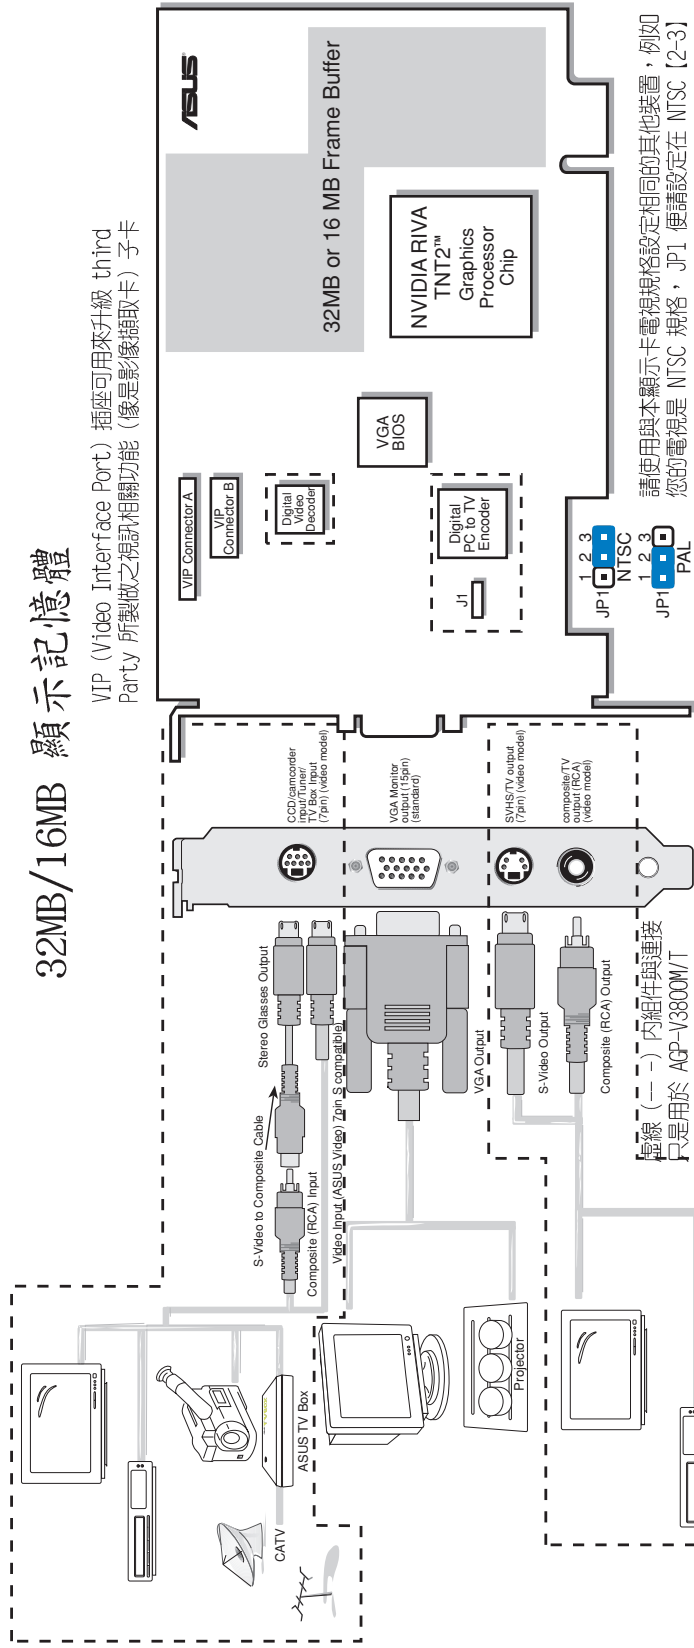 32MB/16MB 顯示記憶體
VIP (Video Interface Port) 插座可用來升級 third
Party 所製做之視訊相關功能 (像是影像擷取卡) 子卡
ASUS
32MB or 16 MB Frame Buffer
NVIDIA RIVA
TNT2™
Graphics
Processor
Chip
VGA
BIOS
VIP Connector A
VIP
Connector B
Digital
Video
Decoder
Digital
PC to TV
Encoder
J1
JP1
1 2 3
NTSC
JP1
1 2 3
PAL
請使用與本顯示卡電視規格設定相同的其他裝置，例如
您的電視是 NTSC 規格，JP1 便請設定在 NTSC [2-3]
CCD/camcorder
input/Tuner/
TV Box Input
(7pin) (video model)
VGA Monitor
output (15pin)
(standard)
SVHS/TV output
(7pin) (video model)
composite/TV
output (RCA)
(video model)
Stereo Glasses Output
S-Video to Composite Cable
Composite (RCA) Input
Video Input (ASUS Video) 7pin S compatible
VGA Output
S-Video Output
Composite (RCA) Output
虛線 (-- -) 內組件與連接
只是用於 AGP-V3800M/T
ASUS TV Box
CATV
Projector